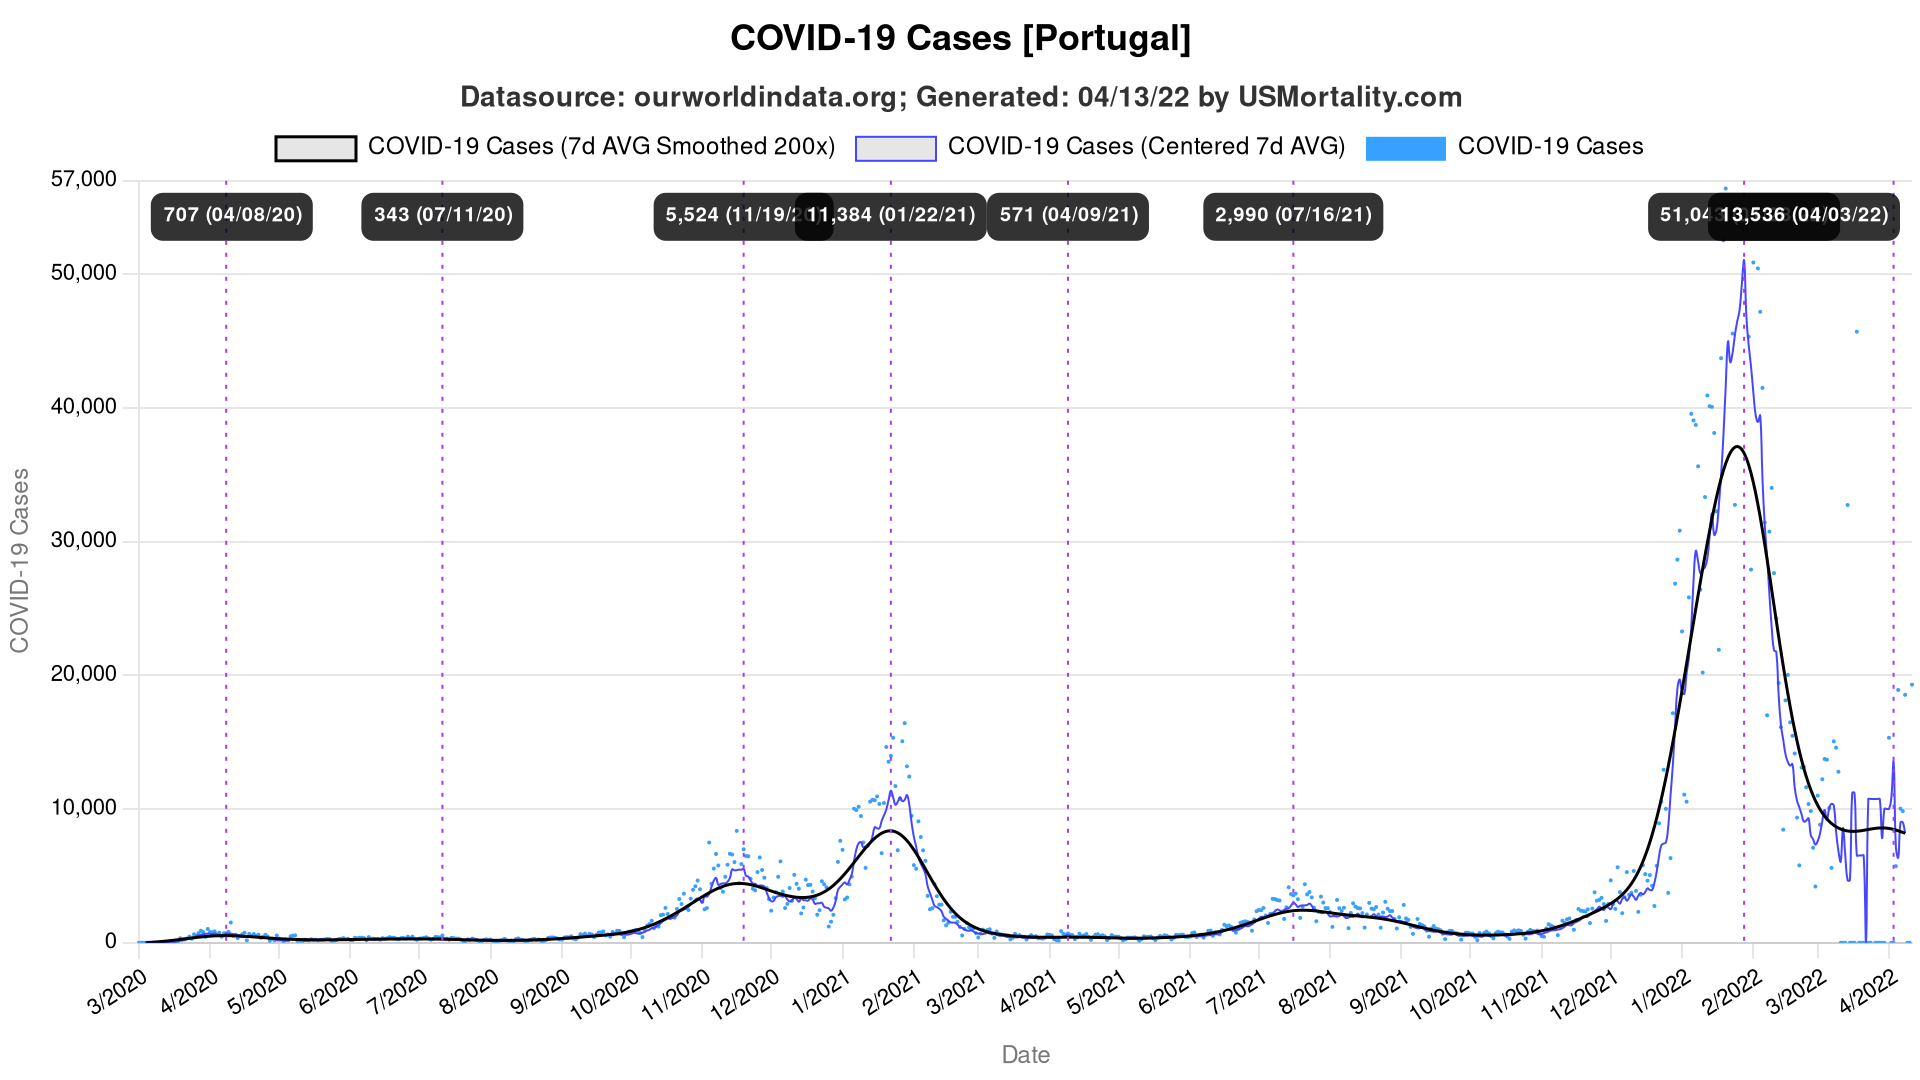 COVID-19 Cases [Portugal]
Datasource: ourworldindata.org; Generated: 04/13/22 by USMortality.com
COVID-19 Cases (7d AVG Smoothed 200x) COVID-19 Cases (Centered 7d AVG) COVID-19 Cases
57,000
707 (04/08/20) 343 (07/11/20) 5,524 (11/19/20) 11,384 (01/22/21) 571 (04/09/21) 2,990 (07/16/21) 13,536 (04/03/22)
50,000
40,000
30,000
20,000
10,000
0
COVID-19 Cases
3/2020 4/2020 5/2020 6/2020 7/2020 8/2020 9/2020 10/2020 11/2020 12/2020 1/2021 2/2021 3/2021 4/2021 5/2021 6/2021 7/2021 8/2021 9/2021 10/2021 11/2021 12/2021 1/2022 2/2022 3/2022 4/2022
Date